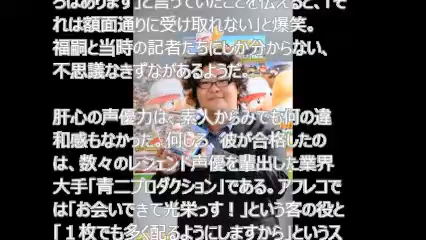 ろはあります」と言っていたことを伝えると、「そ
れは額面通りに受け取れない」と爆笑。
福嗣と当時の記者たちにしか分からない、
不思議なきずながあるようだ。
肝心の声優力は、素人からみても何の違
和感もなかった。何しろ、彼が合格したの
は、数々のレジェンド声優を輩出した業界
大手「青二プロダクション」である。アフレコで
は「お会いできて光栄っす！」という客の役と
「１枚でも多く配るようにしますから」というス